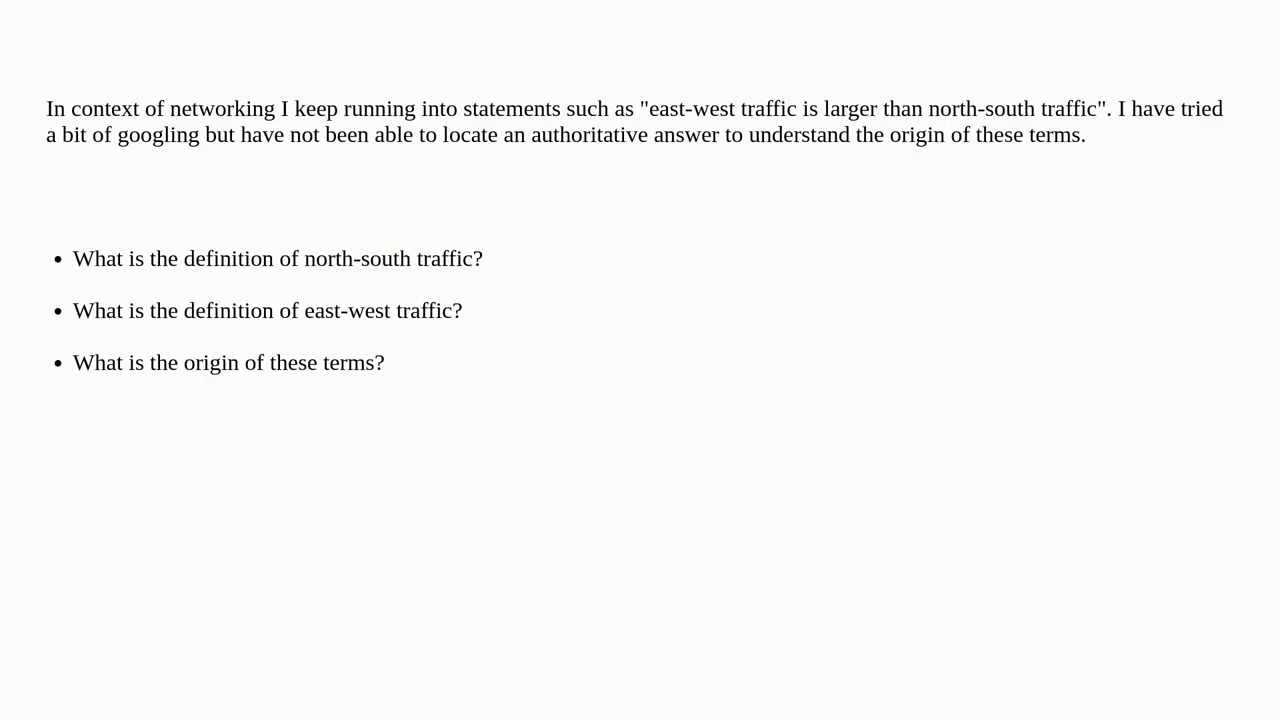 In context of networking I keep running into statements such as "east-west traffic is larger than north-south traffic". I have tried
a bit of googling but have not been able to locate an authoritative answer to understand the origin of these terms.
• What is the definition of north-south traffic?
• What is the definition of east-west traffic?
• What is the origin of these terms?